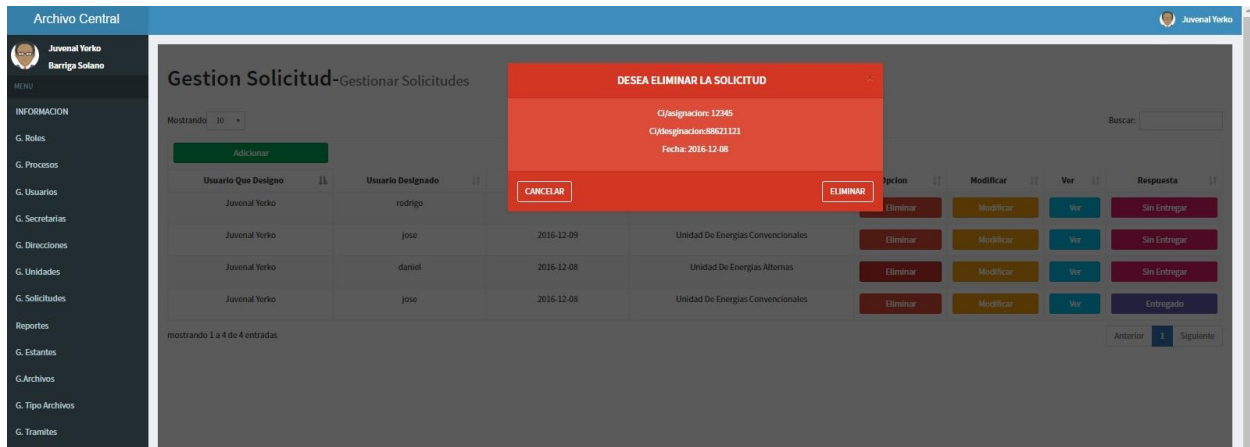 Archivo Central
Juvenal Yerko
Juvenal Yerko
Barriga Solano
MENU
INFORMACION
G. Roles
G. Procesos
G. Usuarios
G. Secretarias
G. Direcciones
G. Unidades
G. Solicitudes
Reportes
G. Estantes
G.Archivos
G. Tipo Archivos
G. Tramites
Gestion Solicitud-Gestionar Solicitudes
Mostrando 10
Buscar:
Adicionar
DESEA ELIMINAR LA SOLICITUD
×
Ci/asignacion: 12345
Ci/desginacion:88621121
Fecha: 2016-12-08
CANCELAR ELIMINAR
Usuario Que Designo Usuario Designado Opcion Modificar Ver Respuesta
Juvenal Yerko rodrigo Eliminar Modificar Ver Sin Entregar
Juvenal Yerko jose 2016-12-09 Unidad De Energias Convencionales Eliminar Modificar Ver Sin Entregar
Juvenal Yerko daniel 2016-12-08 Unidad De Energias Alternas Eliminar Modificar Ver Sin Entregar
Juvenal Yerko jose 2016-12-08 Unidad De Energias Convencionales Eliminar Modificar Ver Entregado
mostrando 1 a 4 de 4 entradas
Anterior 1 Siguiente